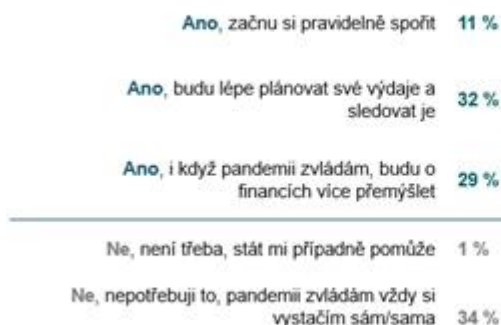 Ano, začnu si pravidelně spořit 11 %
Ano, budu lépe plánovat své výdaje a
sledovat je 32 %
Ano, i když pandemii zvládám, budu o
financích více přemýšlet 29 %
Ne, není třeba, stát mi případně pomůže 1 %
Ne, nepotřebuji to, pandemii zvládám vždy si
vystačím sám/sama 34 %